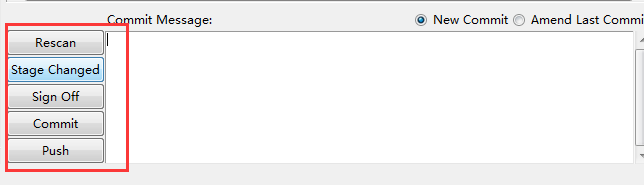 Commit Message: New Commit Amend Last Commi
Rescan
Stage Changed
Sign Off
Commit
Push